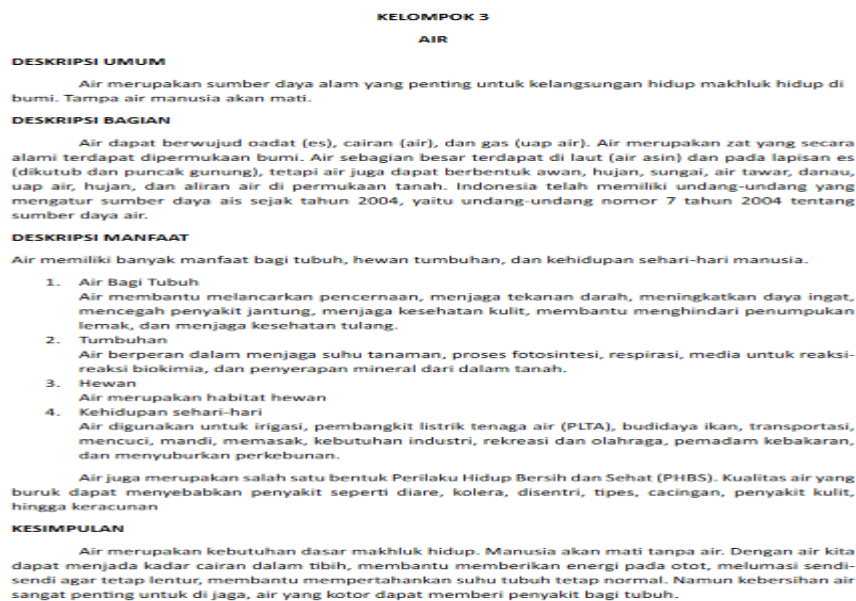 KELOMPOK 3
AIR
DESKRIPSI UMUM
Air merupakan sumber daya alam yang penting untuk kelangsungan hidup makhluk hidup di
bumi. Tampa air manusia akan mati.
DESKRIPSI BAGIAN
Air dapat berwujud oadat (es), cairan (air), dan gas (uap air). Air merupakan zat yang secara
alami terdapat dipermukaan bumi. Air sebagian besar terdapat di laut (air asin) dan pada lapisan es
(dikutub dan puncak gunung), tetapi air juga dapat berbentuk awan, hujan, sungai, air tawar, danau,
uap air, hujan, dan aliran air di permukaan tanah. Indonesia telah memiliki undang-undang yang
mengatur sumber daya ais sejak tahun 2004, yaitu undang-undang nomor 7 tahun 2004 tentang
sumber daya air.
DESKRIPSI MANFAAT
Air memiliki banyak manfaat bagi tubuh, hewan tumbuhan, dan kehidupan sehari-hari manusia.
1. Air Bagi Tubuh
Air membantu melancarkan pencernaan, menjaga tekanan darah, meningkatkan daya ingat,
mencegah penyakit jantung, menjaga kesehatan kulit, membantu menghindari penumpukan
lemak, dan menjaga kesehatan tulang.
2. Tumbuhan
Air berperan dalam menjaga suhu tanaman, proses fotosintesi, respirasi, media untuk reaksi-
reaksi biokimia, dan penyerapan mineral dari dalam tanah.
3. Hewan
Air merupakan habitat hewan
4. Kehidupan sehari-hari
Air digunakan untuk irigasi, pembangkit listrik tenaga air (PLTA), budidaya ikan, transportasi,
mencuci, mandi, memasak, kebutuhan industri, rekreasi dan olahraga, pemadam kebakaran,
dan menyuburkan perkebunan.
Air juga merupakan salah satu bentuk Perilaku Hidup Bersih dan Sehat (PHBS). Kualitas air yang
buruk dapat menyebabkan penyakit seperti diare, kolera, disentri, tipes, cacingan, penyakit kulit,
hingga keracunan
KESIMPULAN
Air merupakan kebutuhan dasar makhluk hidup. Manusia akan mati tanpa air. Dengan air kita
dapat menjada kadar cairan dalam tibih, membantu memberikan energi pada otot, melumasi sendi-
sendi agar tetap lentur, membantu mempertahankan suhu tubuh tetap normal. Namun kebersihan air
sangat penting untuk di jaga, air yang kotor dapat memberi penyakit bagi tubuh.